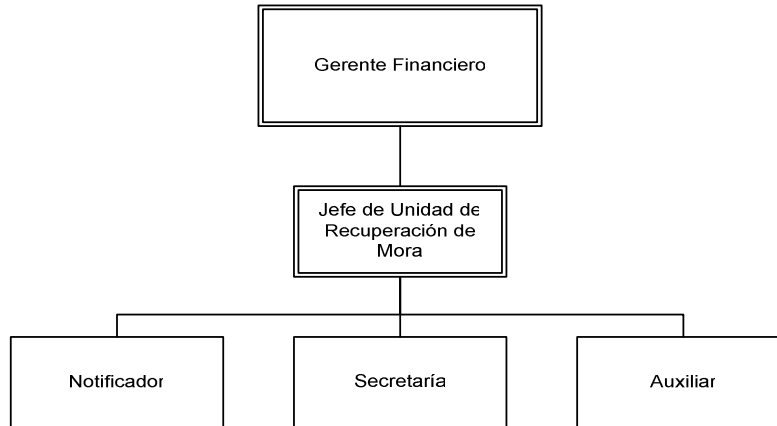 Gerente Financiero
Jefe de Unidad de
Recuperación de
Mora
Notificador
Secretaría
Auxiliar